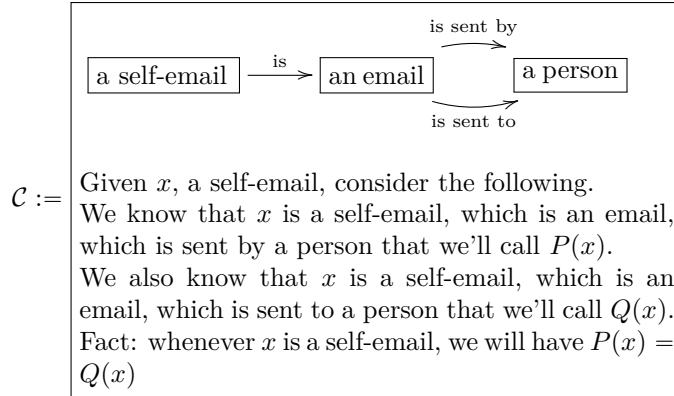 is sent by
a self-email is an email a person
is sent to
C :=
Given x, a self-email, consider the following.
We know that x is a self-email, which is an email,
which is sent by a person that we'll call P(x).
We also know that x is a self-email, which is an
email, which is sent to a person that we'll call Q(x).
Fact: whenever x is a self-email, we will have P(x) =
Q(x)